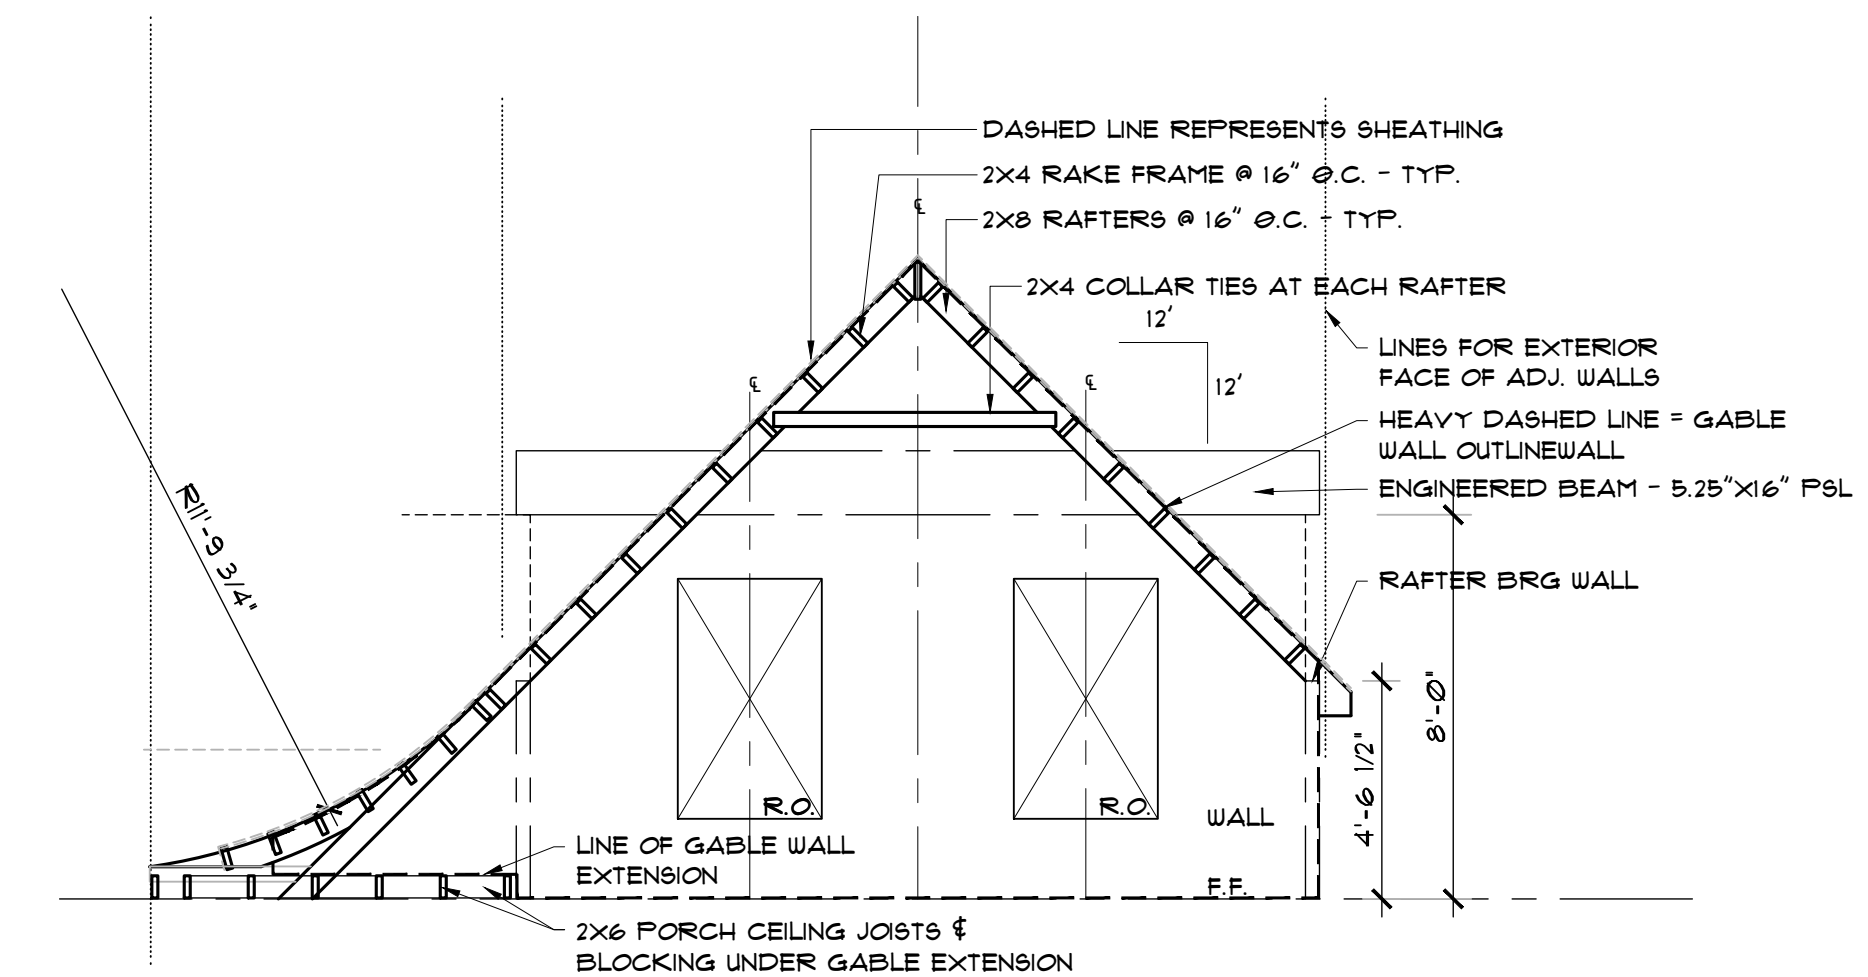 DASHED LINE REPRESENTS SHEATHING
2X4 RAKE FRAME @ 16" O.C. - TYP.
℄
2X8 RAFTERS @ 16" O.C. - TYP.
2X4 COLLAR TIES AT EACH RAFTER
12'
12'
LINES FOR EXTERIOR
FACE OF ADJ. WALLS
℄
℄
HEAVY DASHED LINE = GABLE
WALL OUTLINEWALL
ENGINEERED BEAM - 5.25"X16" PSL
R11'-9 3/4"
RAFTER BRG WALL
8'-0"
4'-6 1/2"
R.O.
R.O.
WALL
LINE OF GABLE WALL
EXTENSION
F.F.
2X6 PORCH CEILING JOISTS &
BLOCKING UNDER GABLE EXTENSION